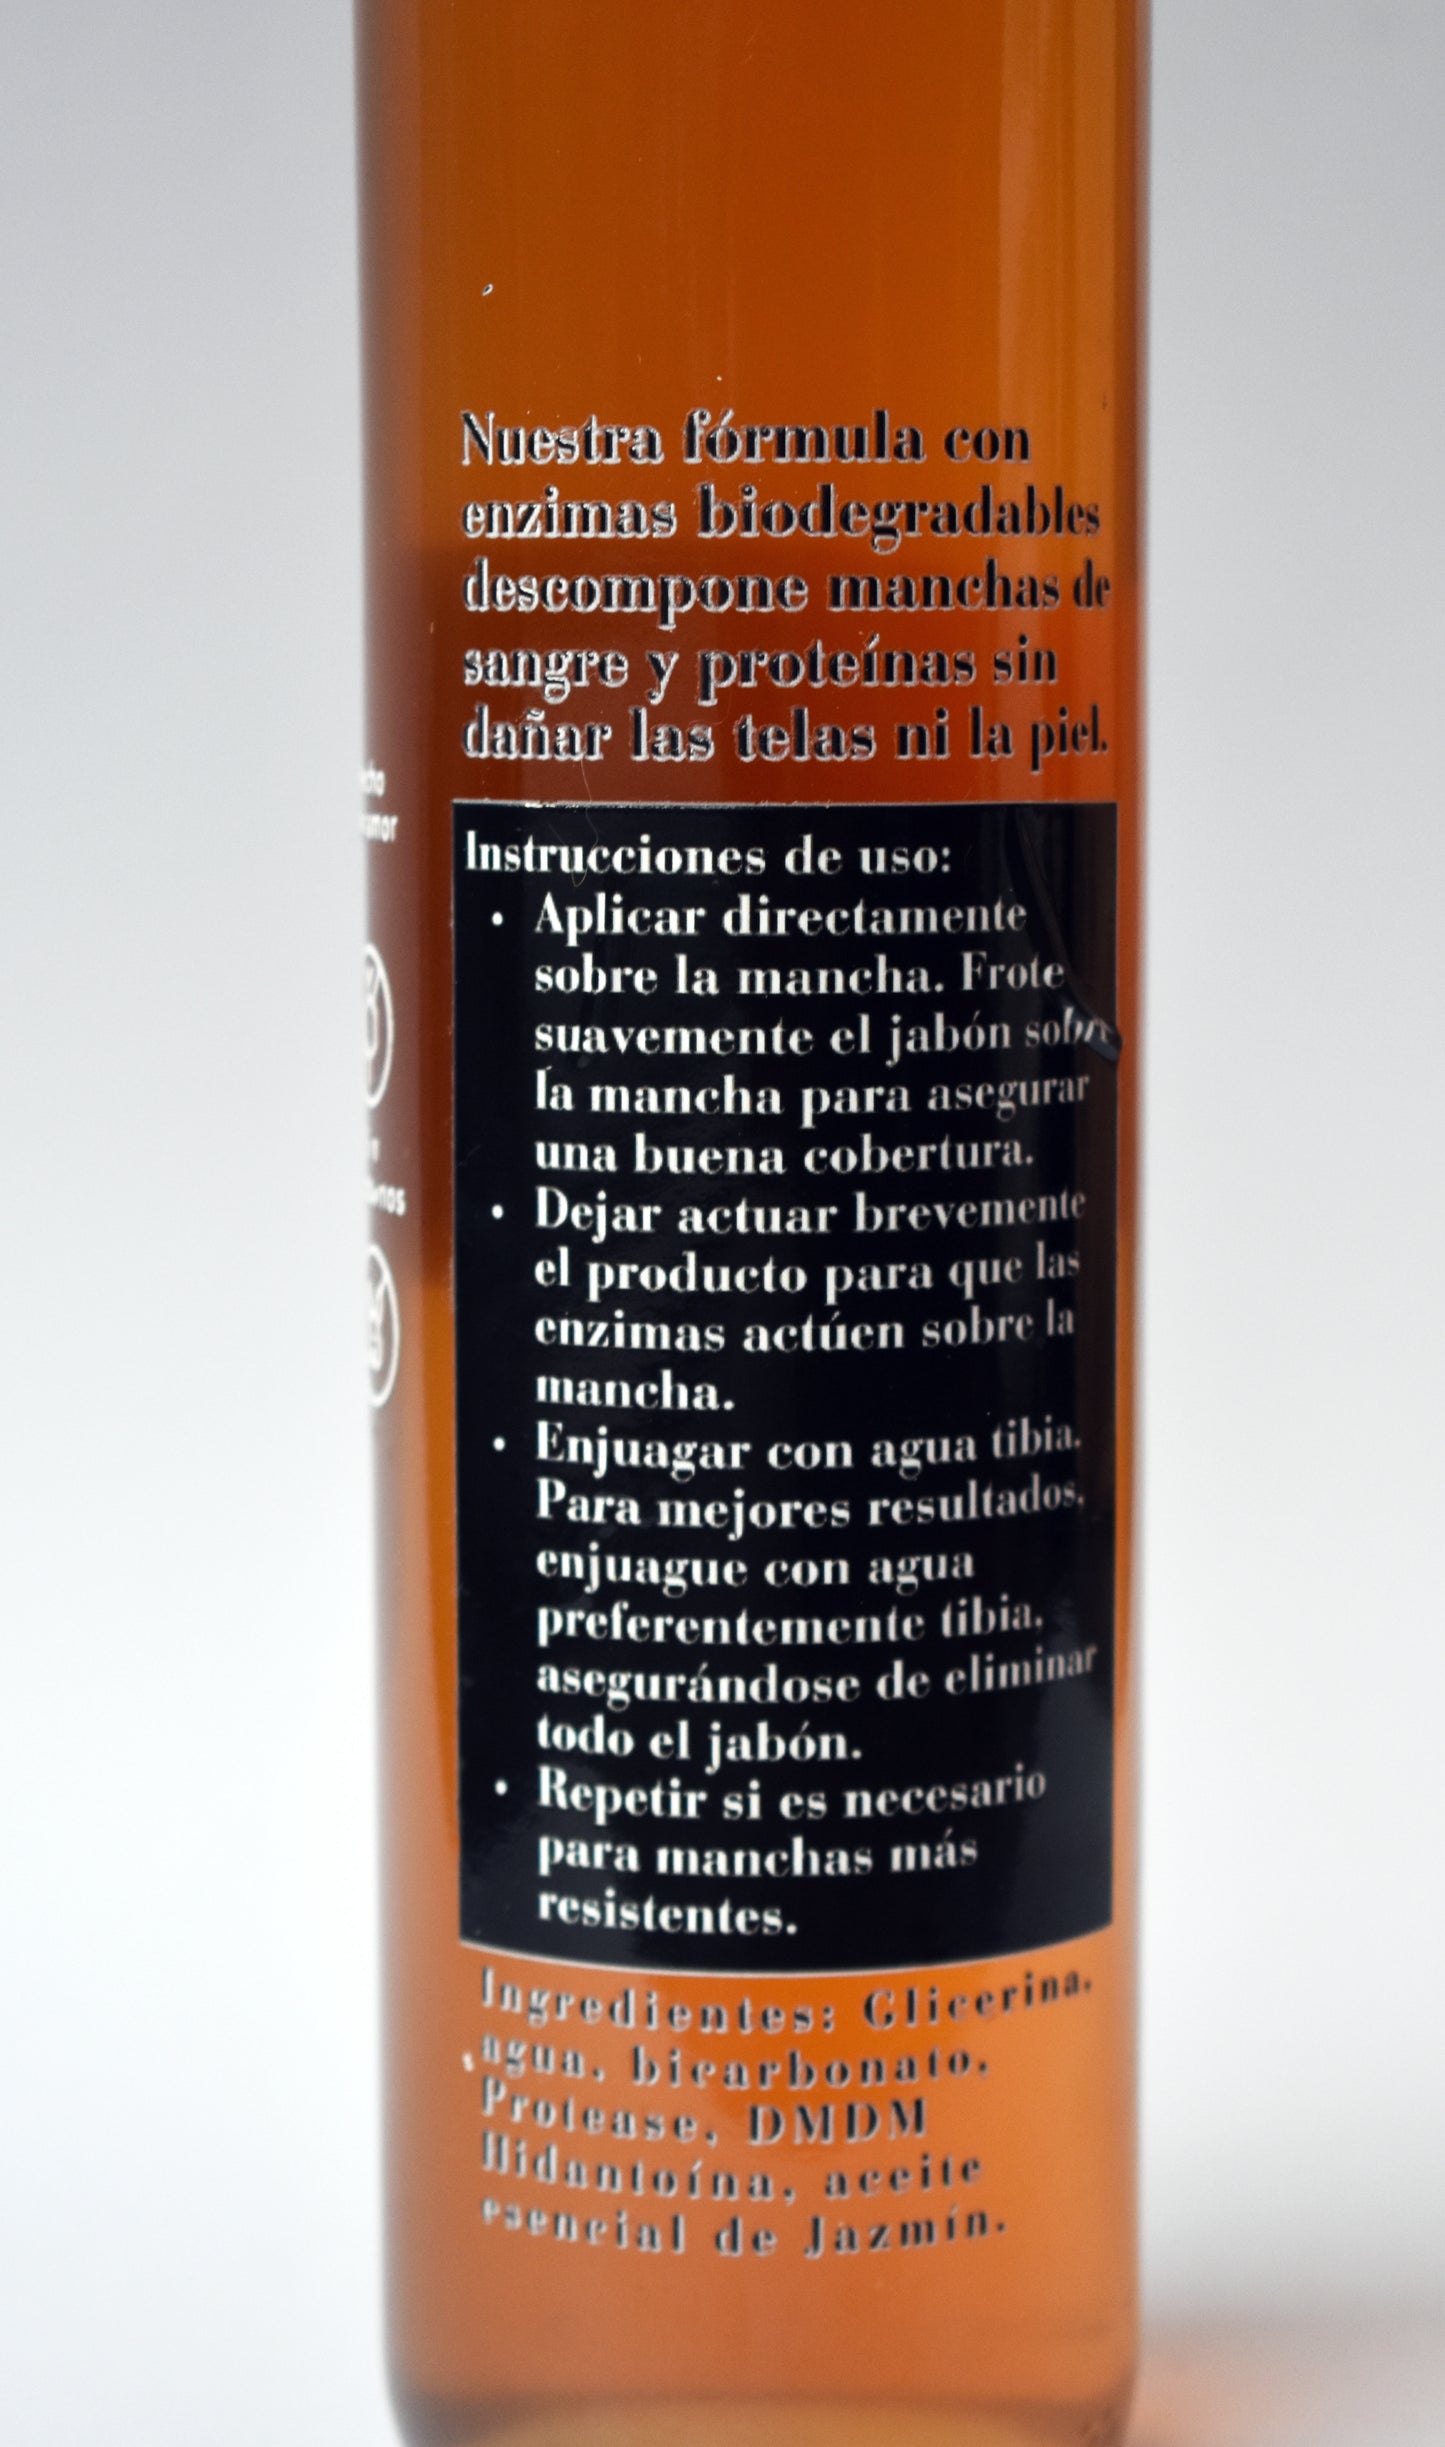 Nuestra fórmula con
enzimas biodegradables
descompone manchas de
sangre y proteínas sin
dañar las telas ni la piel.
Instrucciones de uso:
• Aplicar directamente
sobre la mancha. Frote
suavemente el jabón sobre
la mancha para asegurar
una buena cobertura.
• Dejar actuar brevemente
el producto para que las
enzimas actúen sobre la
mancha.
• Enjuagar con agua tibia.
Para mejores resultados,
enjuague con agua
preferentemente tibia,
asegurándose de eliminar
todo el jabón.
• Repetir si es necesario
para manchas más
resistentes.
Ingredientes: Glicerina,
agua, bicarbonato,
Protease, DMDM
Hidantoína, aceite
esencial de Jazmín.